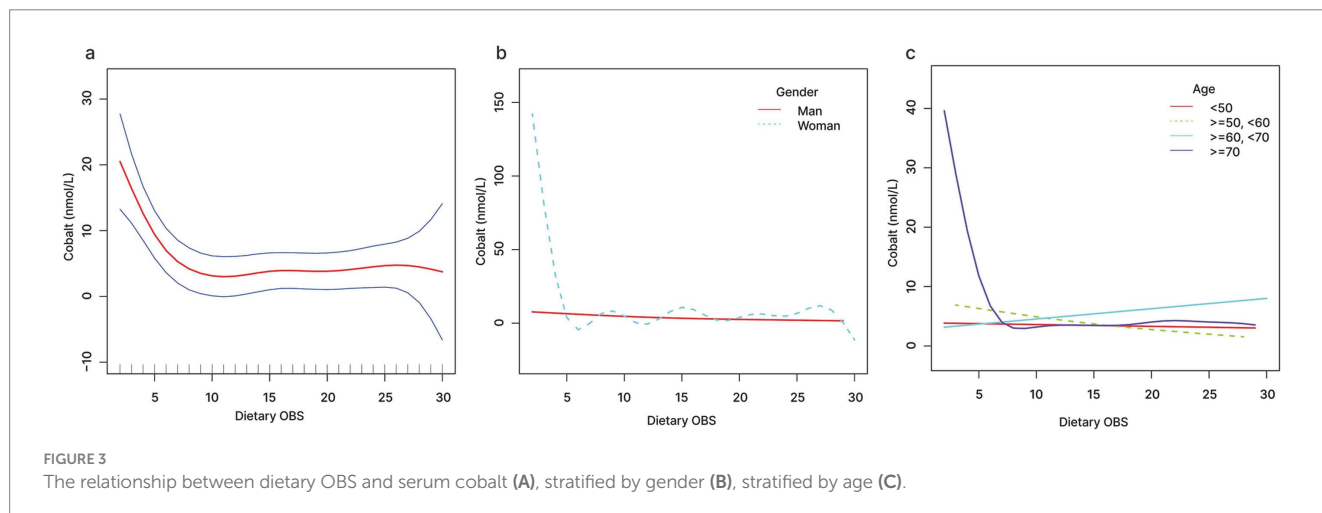 a
30
20
10
0
−10
Cobalt (nmol/L)
5
10
15
20
25
30
Dietary OBS
b
150
100
50
0
Cobalt (nmol/L)
Gender
Man
Woman
5
10
15
20
25
30
Dietary OBS
c
40
30
20
10
0
Cobalt (nmol/L)
Age
<50
>=50, <60
>=60, <70
>=70
5
10
15
20
25
30
Dietary OBS
FIGURE 3
The relationship between dietary OBS and serum cobalt (A), stratified by gender (B), stratified by age (C).